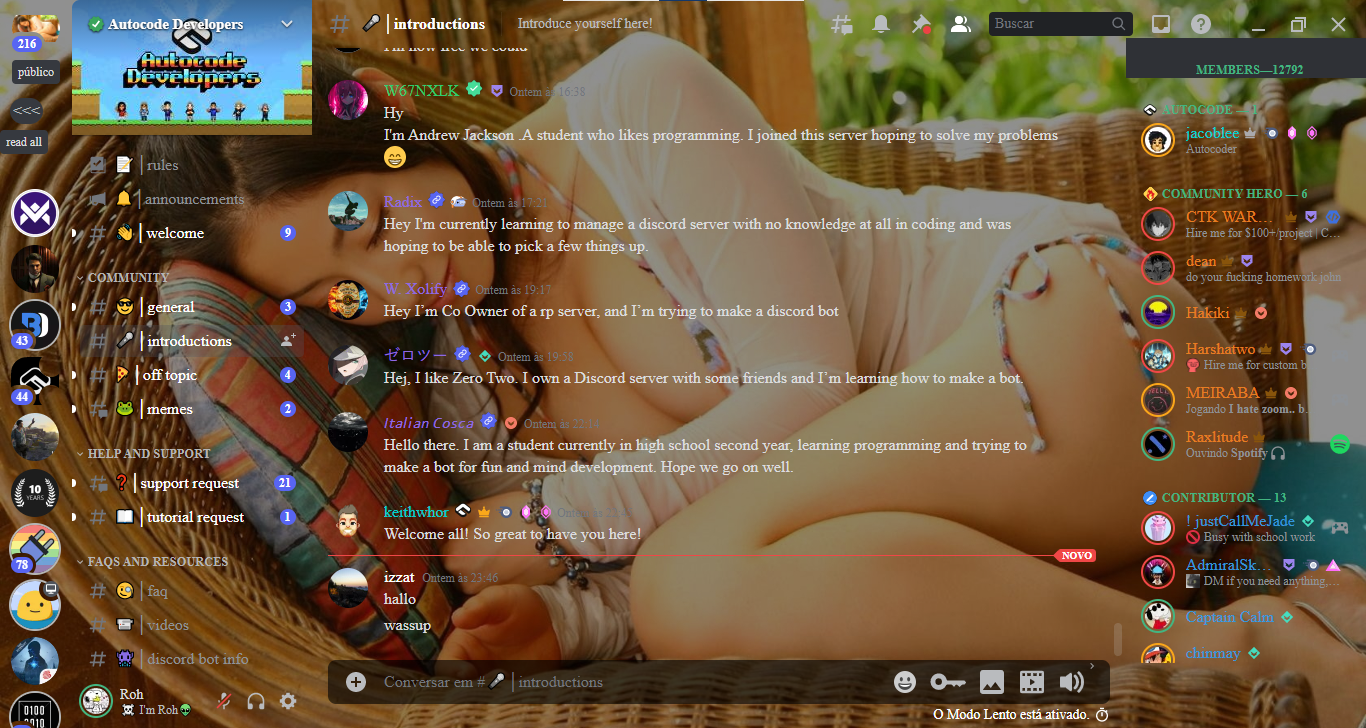 216
público
<<<
read all
43
44
10
YEARS
78
0100
Autocode Developers
Autocode
Developers
rules
announcements
welcome
9
COMMUNITY
general
3
introductions
off topic
4
memes
2
HELP AND SUPPORT
support request
21
tutorial request
1
FAQS AND RESOURCES
faq
videos
discord bot info
Roh
I'm Roh
# | introductions
Introduce yourself here!
Buscar
W67NXLK Ontem às 16:38
Hy
I'm Andrew Jackson .A student who likes programming. I joined this server hoping to solve my problems
😄
Radix Ontem às 17:21
Hey I'm currently learning to manage a discord server with no knowledge at all in coding and was
hoping to be able to pick a few things up.
W. Xolify Ontem às 19:17
Hey I’m Co Owner of a rp server, and I’m trying to make a discord bot
ゼロツー Ontem às 19:58
Hej, I like Zero Two. I own a Discord server with some friends and I’m learning how to make a bot.
Italian Cosca Ontem às
Hello there. I am a student currently in high school second year, learning programming and trying to
make a bot for fun and mind development. Hope we go on well.
keithwhor Ontem às
Welcome all! So great to have you here!
NOVO
izzat Ontem às 23:46
hallo
wassup
Conversar em # | introductions
O Modo Lento está ativado.
MEMBERS—12792
AUTOCODE —
jacoblee
Autocoder
COMMUNITY HERO — 6
CTK WAR...
Hire me for $100+/project | C...
dean
do your fucking homework john
Hakiki
Harshatwo
Hire me for custom b
MEIRABA
Jogando I hate zoom.. b
Raxlitude
Ouvindo Spotify
CONTRIBUTOR — 13
! justCallMeJade
Busy with school work
AdmiralSk...
DM if you need anything,...
Captain Calm
chinmay